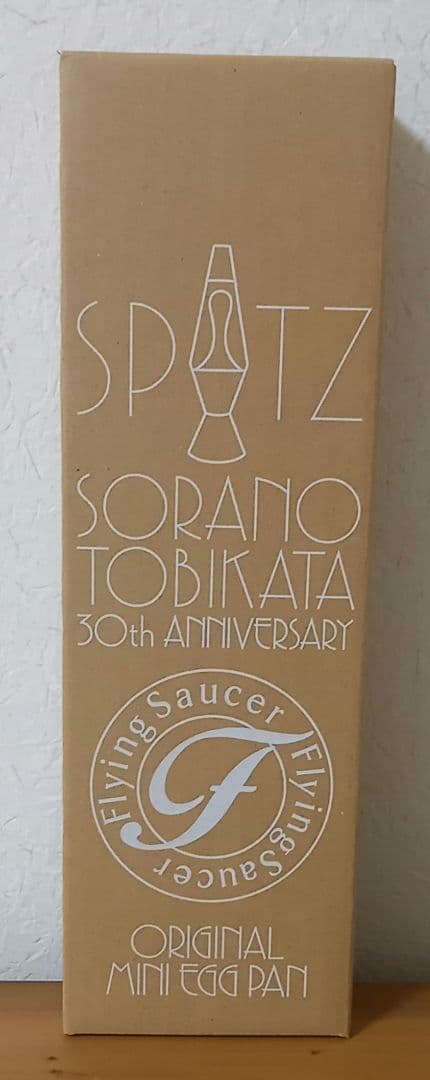 SPITZ
SORANO
TOBIKATA
30th ANNIVERSARY
Flying Saucer Flying Saucer
F
ORIGINAL
MINI EGG PAN